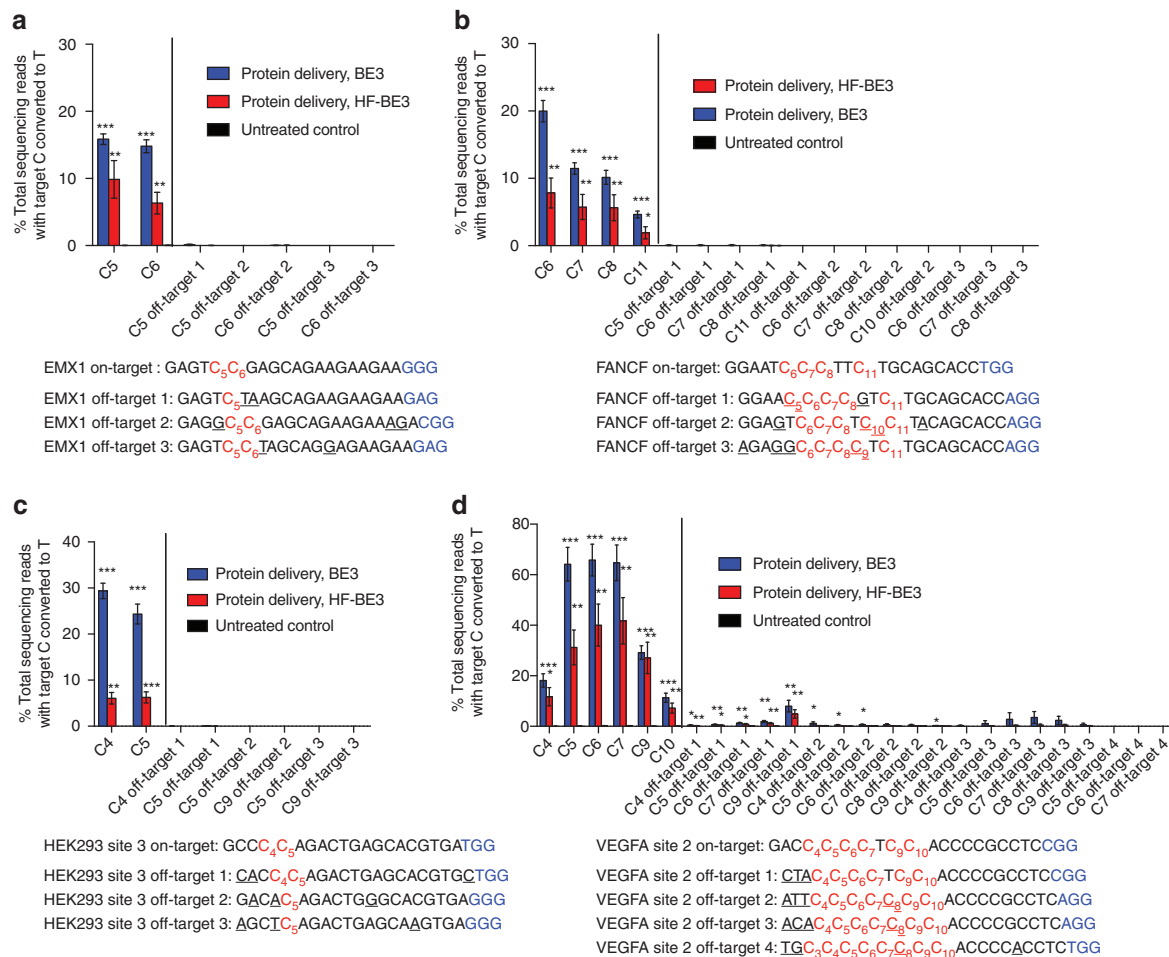 a
% Total sequencing reads
with target C converted to T
30
20
10
0
***
**
***
**
Protein delivery, BE3
Protein delivery, HF-BE3
Untreated control
C5
C6
C5 off-target 1
C5 off-target 2
C6 off-target 2
C5 off-target 3
C6 off-target 3
EMX1 on-target : GAGTC5C6GAGCAGAAGAAGAAGGG
EMX1 off-target 1: GAGTC5TAAGCAGAAGAAGAAGAG
EMX1 off-target 2: GAGGC5C6GAGCAGAAGAAAGACGG
EMX1 off-target 3: GAGTC5C6TAGCAGGAGAAGAAGAG
b
% Total sequencing reads
with target C converted to T
30
20
10
0
***
**
***
**
***
**
***
*
Protein delivery, HF-BE3
Protein delivery, BE3
Untreated control
C6
C7
C8
C11
C5 off-target 1
C6 off-target 1
C7 off-target 1
C8 off-target 1
C11 off-target 1
C6 off-target 2
C7 off-target 2
C8 off-target 2
C10 off-target 2
C6 off-target 3
C7 off-target 3
C8 off-target 3
FANCF on-target: GGAATC6C7C8TTC11TGCAGCACCTGG
FANCF off-target 1: GGAAC5C6C7C8GTC11TGCAGCACCAGG
FANCF off-target 2: GGAGTC6C7C8TC10C11TACAGCACCAGG
FANCF off-target 3: AGAGGC6C7C8C9TC11TGCAGCACCAGG
c
% Total sequencing reads
with target C converted to T
40
30
20
10
0
***
**
***
***
Protein delivery, BE3
Protein delivery, HF-BE3
Untreated control
C4
C5
C4 off-target 1
C5 off-target 1
C5 off-target 2
C9 off-target 2
C5 off-target 3
C9 off-target 3
HEK293 site 3 on-target: GCCC4C5AGACTGAGCACGTGATGG
HEK293 site 3 off-target 1: CACC4C5AGACTGAGCACGTGCTGG
HEK293 site 3 off-target 2: GACAC5AGACTGGGCACGTGAGGG
HEK293 site 3 off-target 3: AGCTC5AGACTGAGCAAGTGAGGG
d
% Total sequencing reads
with target C converted to T
80
60
40
20
0
***
*
***
**
***
**
***
**
***
**
***
**
*
**
**
*
**
*
**
**
**
**
*
*
*
*
Protein delivery, BE3
Protein delivery, HF-BE3
Untreated control
C4
C5
C6
C7
C9
C10
C4 off-target 1
C5 off-target 1
C6 off-target 1
C7 off-target 1
C9 off-target 1
C4 off-target 2
C5 off-target 2
C6 off-target 2
C7 off-target 2
C8 off-target 2
C9 off-target 2
C4 off-target 3
C5 off-target 3
C6 off-target 3
C7 off-target 3
C8 off-target 3
C9 off-target 3
C5 off-target 4
C6 off-target 4
C7 off-target 4
VEGFA site 2 on-target: GACC4C5C6C7TC9C10ACCCCGCCTCCGG
VEGFA site 2 off-target 1: CTAC4C5C6C7TC9C10ACCCCGCCTCCGG
VEGFA site 2 off-target 2: ATTC4C5C6C7C8C9C10ACCCCGCCTCAGG
VEGFA site 2 off-target 3: ACAC4C5C6C7C8C9C10ACCCCGCCTCAGG
VEGFA site 2 off-target 4: TGC3C4C5C6C7C8C9C10ACCCCACCTCTGG